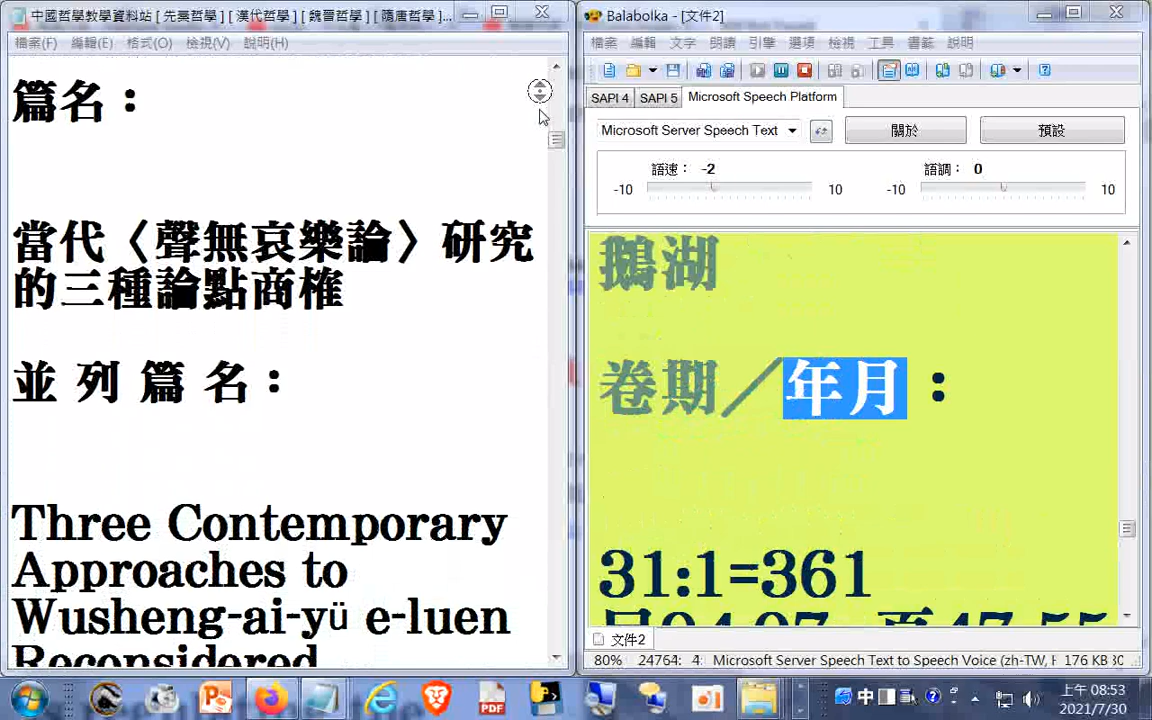 中國哲學教學資料站 [ 先秦哲學 ] [ 漢代哲學 ] [ 魏晉哲學 ] [ 隋唐哲學 ]...
檔案(F) 編輯(E) 格式(O) 檢視(V) 說明(H)
篇名：
當代〈聲無哀樂論〉研究
的三種論點商榷
並 列 篇 名：
Three Contemporary
Approaches to
Wusheng-ai-yü e-luen
Reconsidered
Balabolka - [文件2]
檔案 編輯 文字 朗讀 引擎 選項 檢視 工具 書籤 說明
SAPI 4 SAPI 5 Microsoft Speech Platform
Microsoft Server Speech Text 關於 預設
語速： -2 語調： 0
-10 10 -10 10
鵝湖
卷期／年月：
31:1=361
文件2
80% 24764: 4: Microsoft Server Speech Text to Speech Voice (zh-TW, H 176 KB
中
上午 08:53
2021/7/30